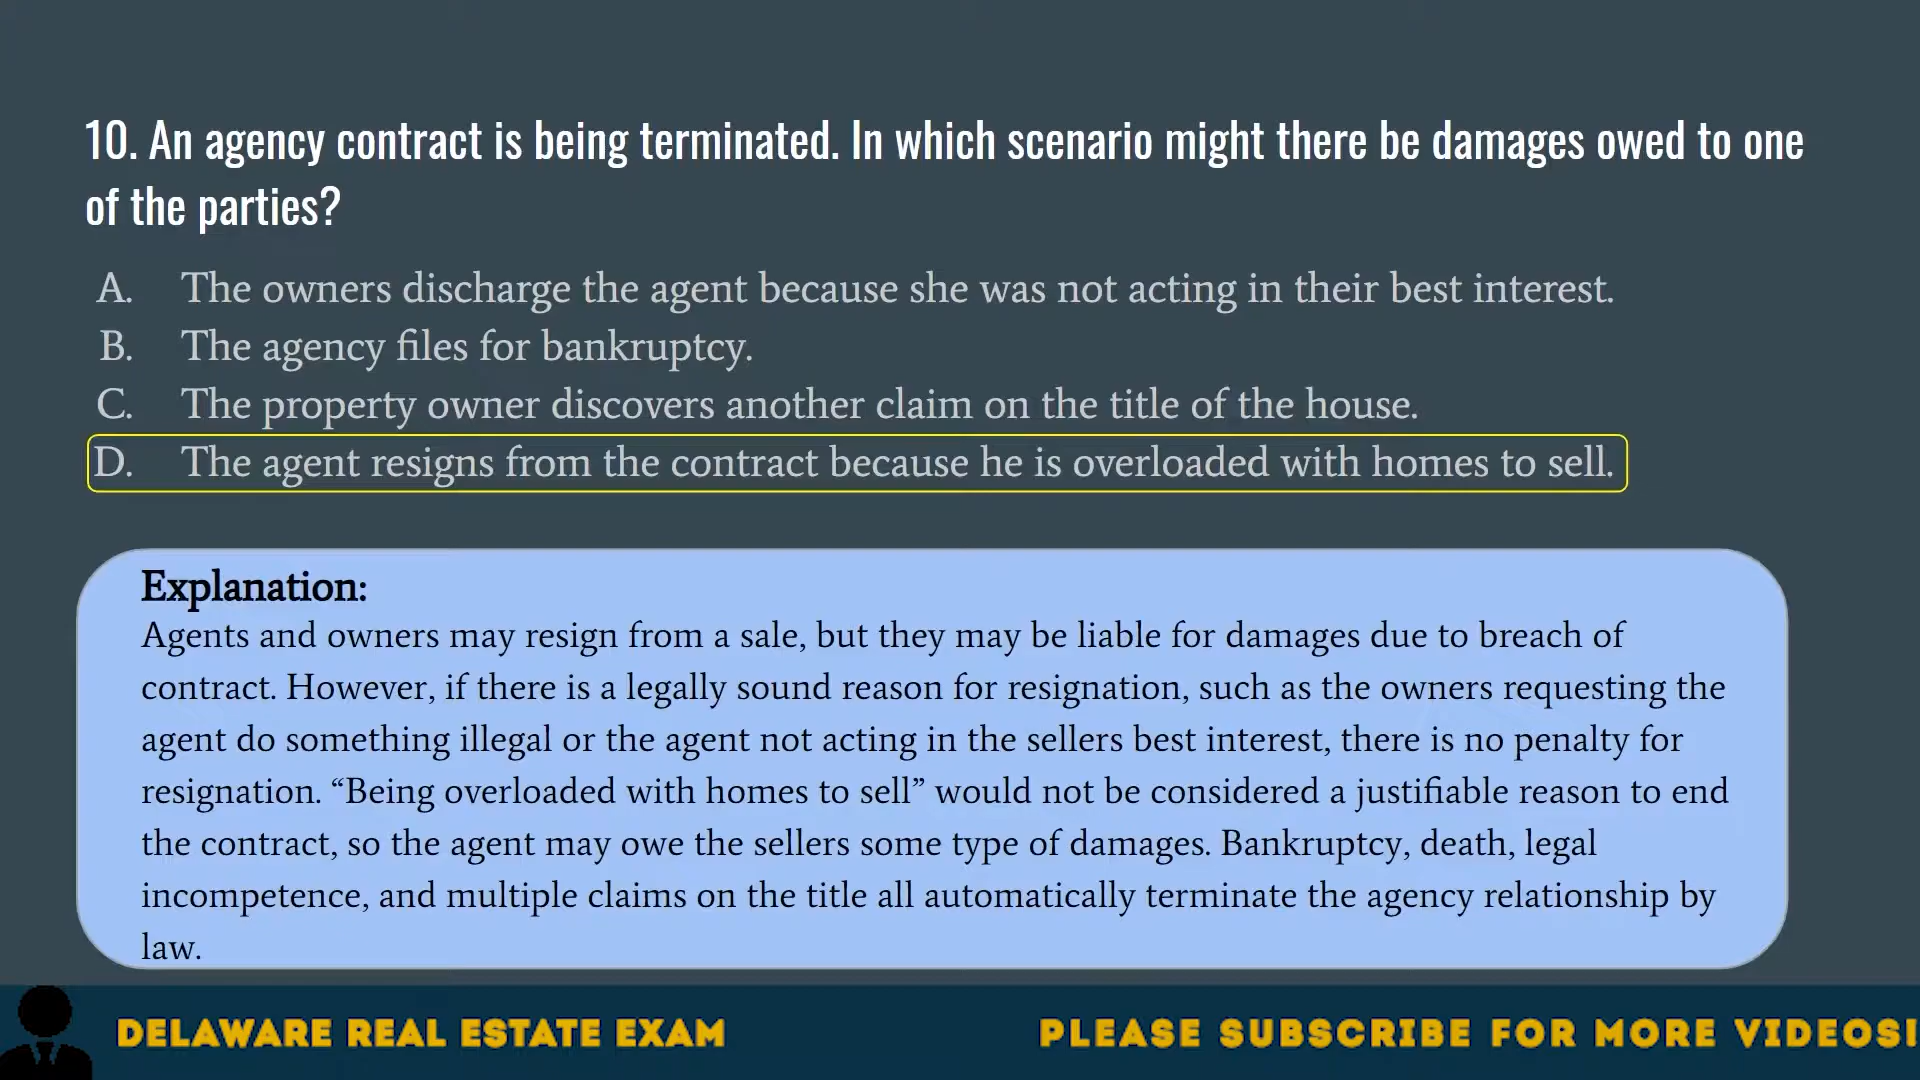 10. An agency contract is being terminated. In which scenario might there be damages owed to one
of the parties?
A. The owners discharge the agent because she was not acting in their best interest.
B. The agency files for bankruptcy.
C. The property owner discovers another claim on the title of the house.
D. The agent resigns from the contract because he is overloaded with homes to sell.
Explanation:
Agents and owners may resign from a sale, but they may be liable for damages due to breach of
contract. However, if there is a legally sound reason for resignation, such as the owners requesting the
agent do something illegal or the agent not acting in the sellers best interest, there is no penalty for
resignation. “Being overloaded with homes to sell” would not be considered a justifiable reason to end
the contract, so the agent may owe the sellers some type of damages. Bankruptcy, death, legal
incompetence, and multiple claims on the title all automatically terminate the agency relationship by
law.
DELAWARE REAL ESTATE EXAM PLEASE SUBSCRIBE FOR MORE VIDEOS!